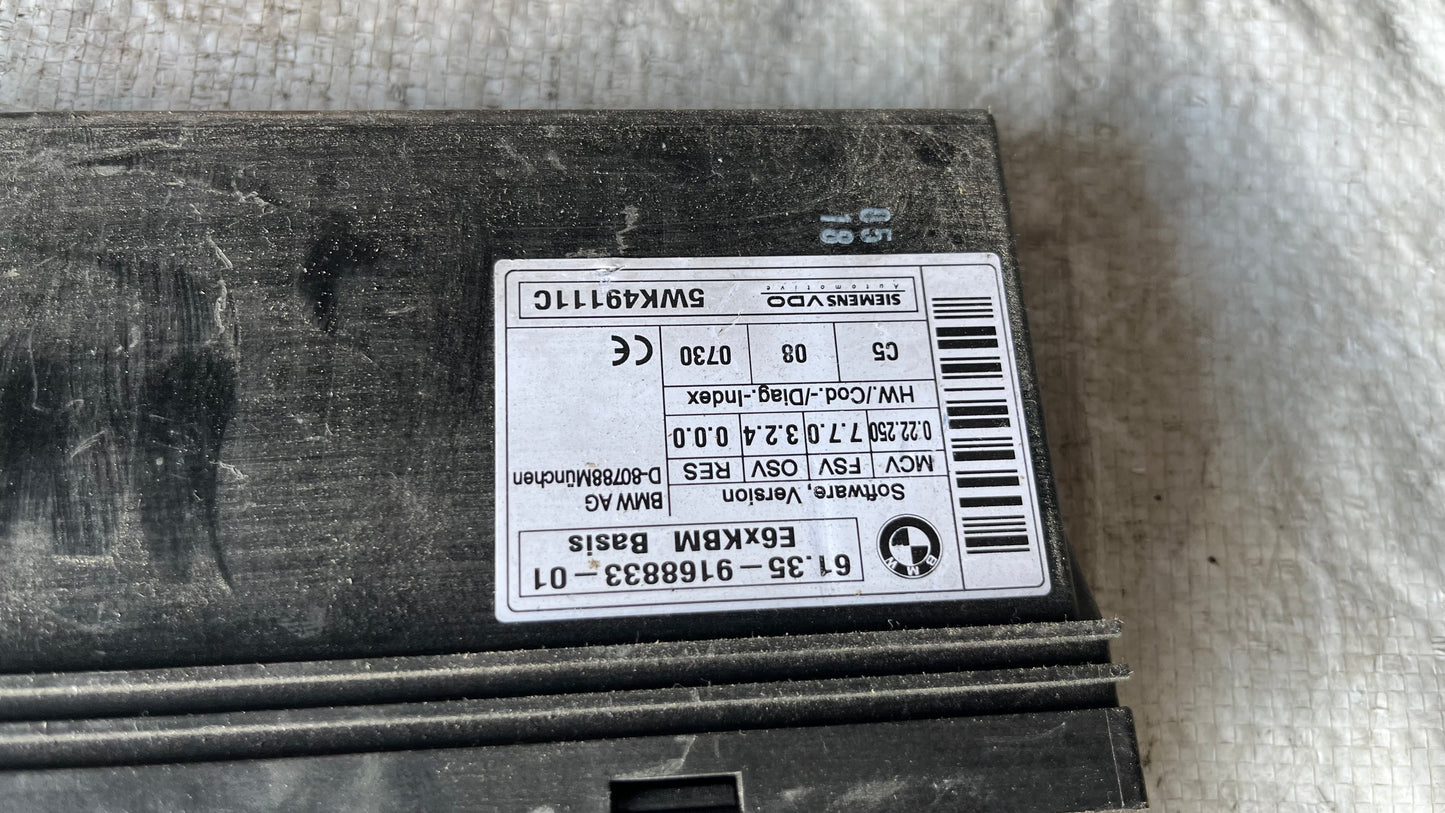 61.35-9168833-01
E6xKBM Basis
BMW
Software, Version
MCV FSV OSV RES
0.22.250 7.7.0 3.2.4 0.0.0
BMW AG
D-80788München
HW./Cod-/Diag.-Index
C5 08 0730
CE
SIEMENS VDO
Automotive
5WK49111C
05
18